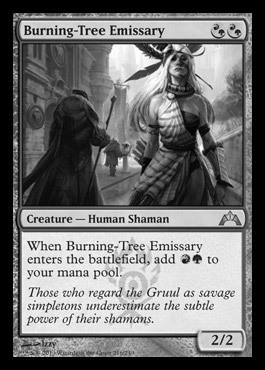 Burning-Tree Emissary
Creature — Human Shaman
When Burning-Tree Emissary
enters the battlefield, add to
your mana pool.
Those who regard the Gruul as savage
simpletons underestimate the subtle
power of their shamans.
2/2
Izzy